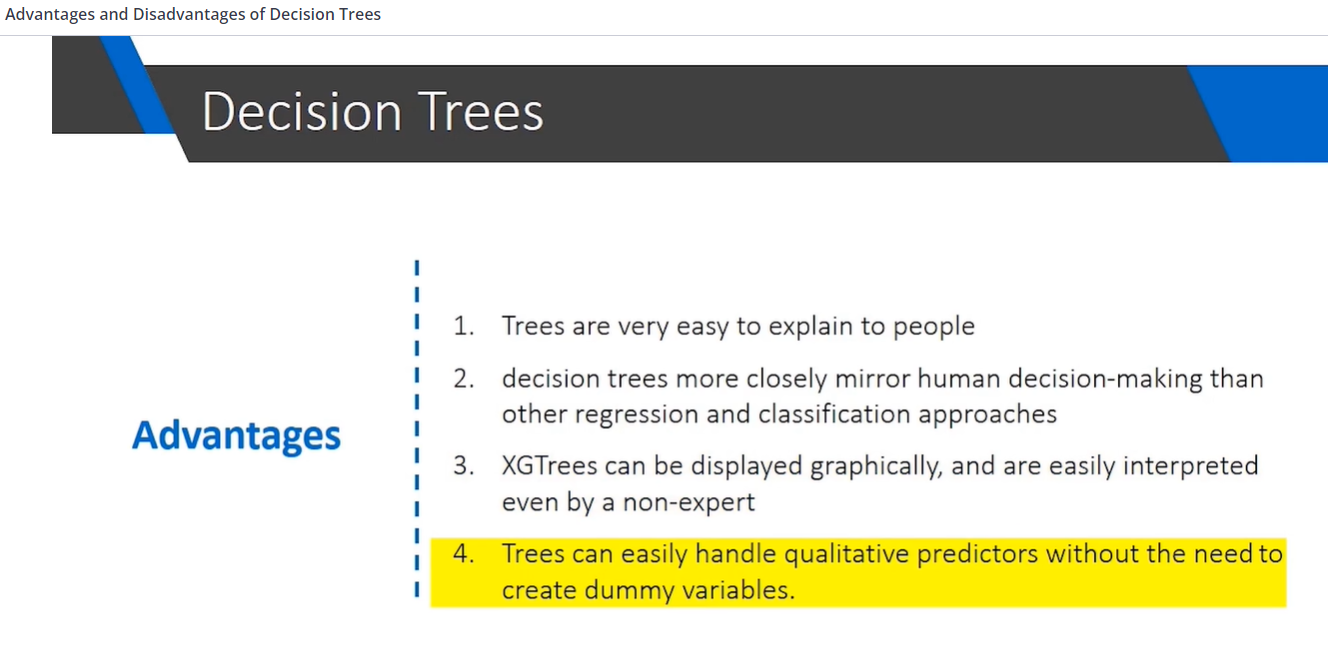 Advantages and Disadvantages of Decision Trees
Decision Trees
Advantages
1. Trees are very easy to explain to people
2. decision trees more closely mirror human decision-making than
other regression and classification approaches
3. XGTrees can be displayed graphically, and are easily interpreted
even by a non-expert
4. Trees can easily handle qualitative predictors without the need to
create dummy variables.